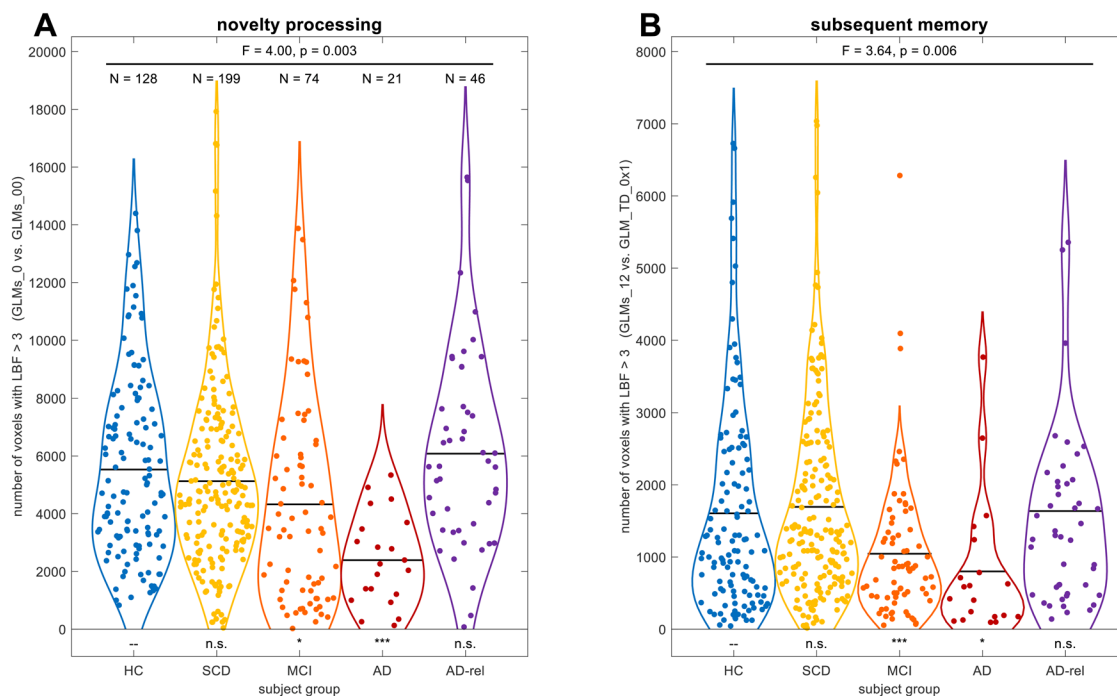 A
novelty processing
F = 4.00, p = 0.003
N = 128 N = 199 N = 74 N = 21 N = 46
number of voxels with LBF > 3 (GLMs_0 vs. GLMs_00)
20000
18000
16000
14000
12000
10000
8000
6000
4000
2000
0
-- n.s. * *** n.s.
HC SCD MCI AD AD-rel
subject group
B
subsequent memory
F = 3.64, p = 0.006
number of voxels with LBF > 3 (GLMs_12 vs. GLM_TD_0x1)
8000
7000
6000
5000
4000
3000
2000
1000
0
-- n.s. *** * n.s.
HC SCD MCI AD AD-rel
subject group